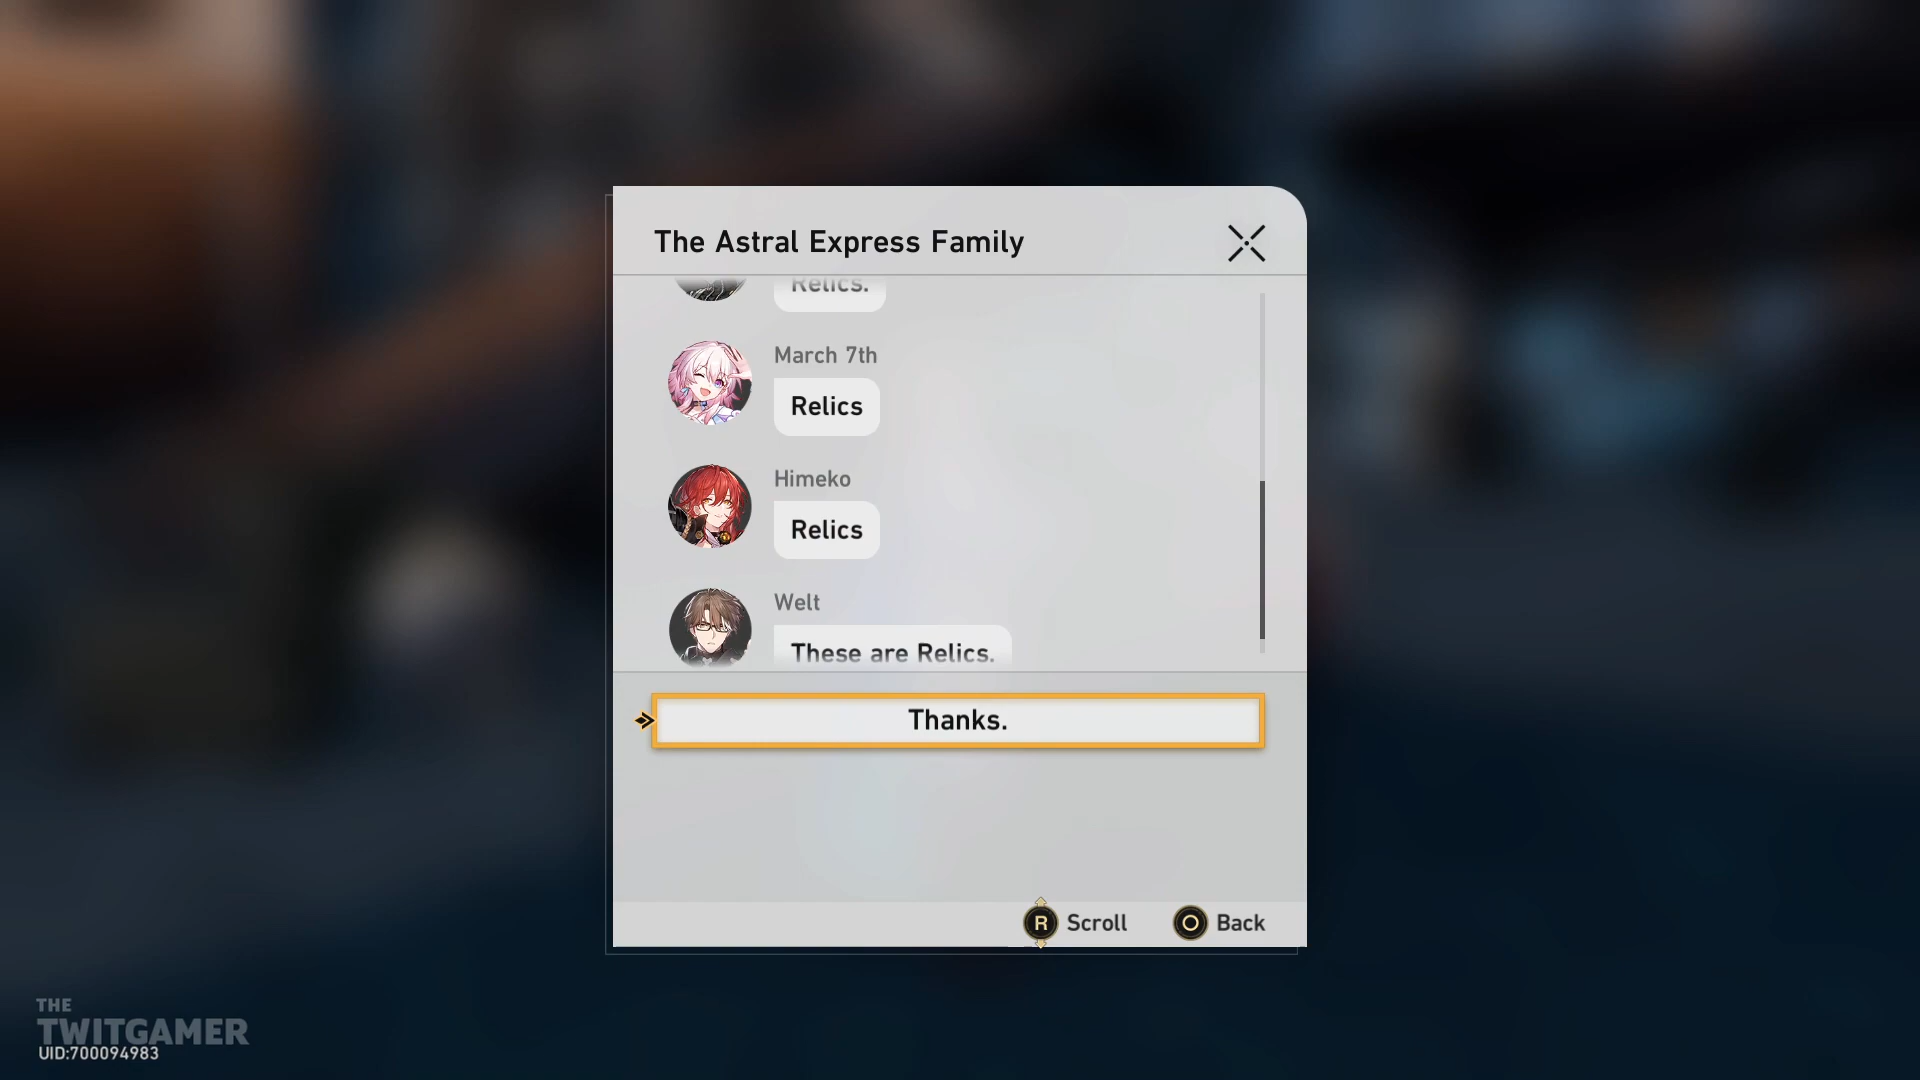 The Astral Express Family
Relics.
March 7th
Relics
Himeko
Relics
Welt
These are Relics.
Thanks.
R Scroll
Back
THE
TWITGAMER
UID:700094983